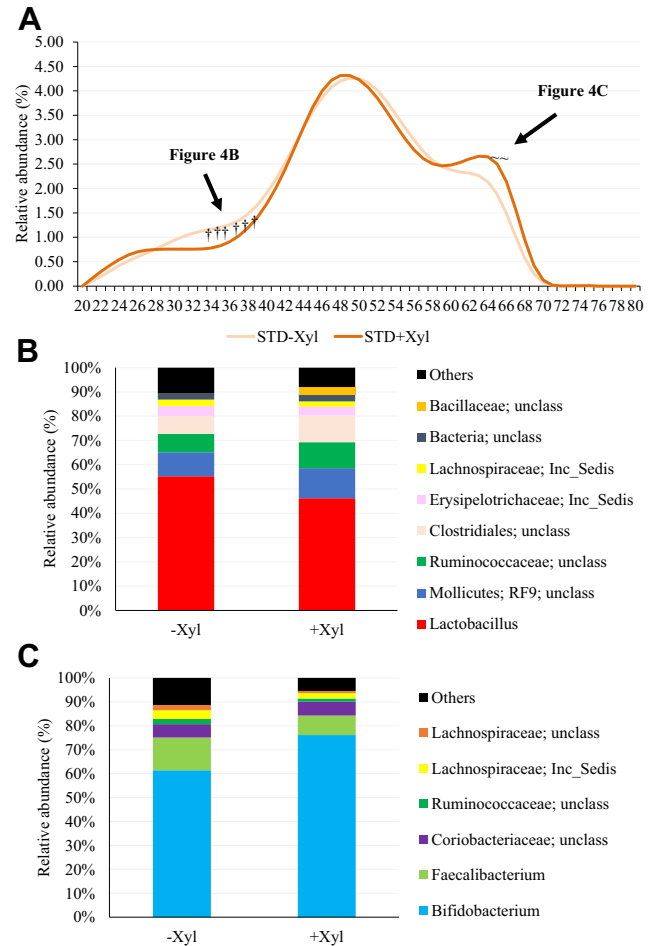 A
5.00
4.50
4.00
3.50
3.00
2.50
2.00
1.50
1.00
0.50
0.00
Relative abundance (%)
Figure 4B
Figure 4C
† †† † † †
~~
20 22 24 26 28 30 32 34 36 38 40 42 44 46 48 50 52 54 56 58 60 62 64 66 68 70 72 74 76 78 80
STD-Xyl STD+Xyl
B
100%
90%
80%
70%
60%
50%
40%
30%
20%
10%
0%
Relative abundance (%)
-Xyl +Xyl
Others
Bacillaceae; unclass
Bacteria; unclass
Lachnospiraceae; Inc_Sedis
Erysipelotrichaceae; Inc_Sedis
Clostridiales; unclass
Ruminococcaceae; unclass
Mollicutes; RF9; unclass
Lactobacillus
C
100%
90%
80%
70%
60%
50%
40%
30%
20%
10%
0%
Relative abundance (%)
-Xyl +Xyl
Others
Lachnospiraceae; unclass
Lachnospiraceae; Inc_Sedis
Ruminococcaceae; unclass
Coriobacteriaceae; unclass
Faecalibacterium
Bifidobacterium